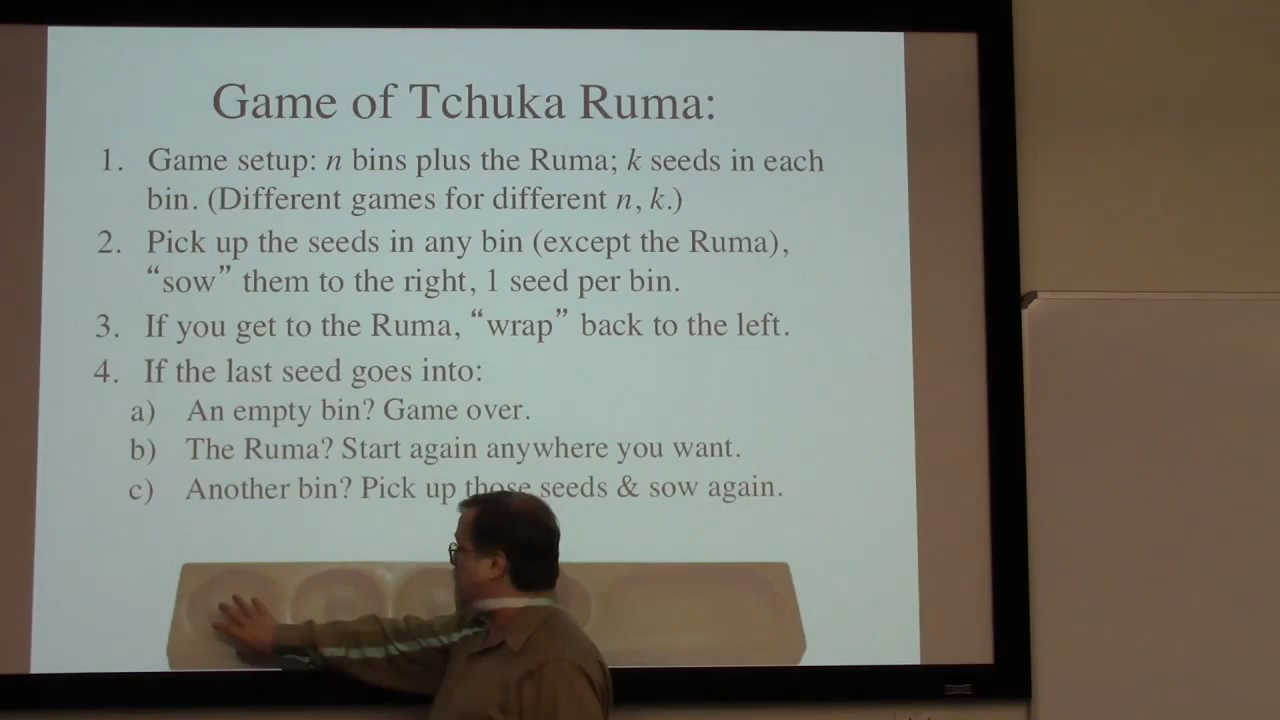 Game of Tchuka Ruma:
1. Game setup: n bins plus the Ruma; k seeds in each
bin. (Different games for different n, k.)
2. Pick up the seeds in any bin (except the Ruma),
“sow” them to the right, 1 seed per bin.
3. If you get to the Ruma, “wrap” back to the left.
4. If the last seed goes into:
a) An empty bin? Game over.
b) The Ruma? Start again anywhere you want.
c) Another bin? Pick up those seeds & sow again.